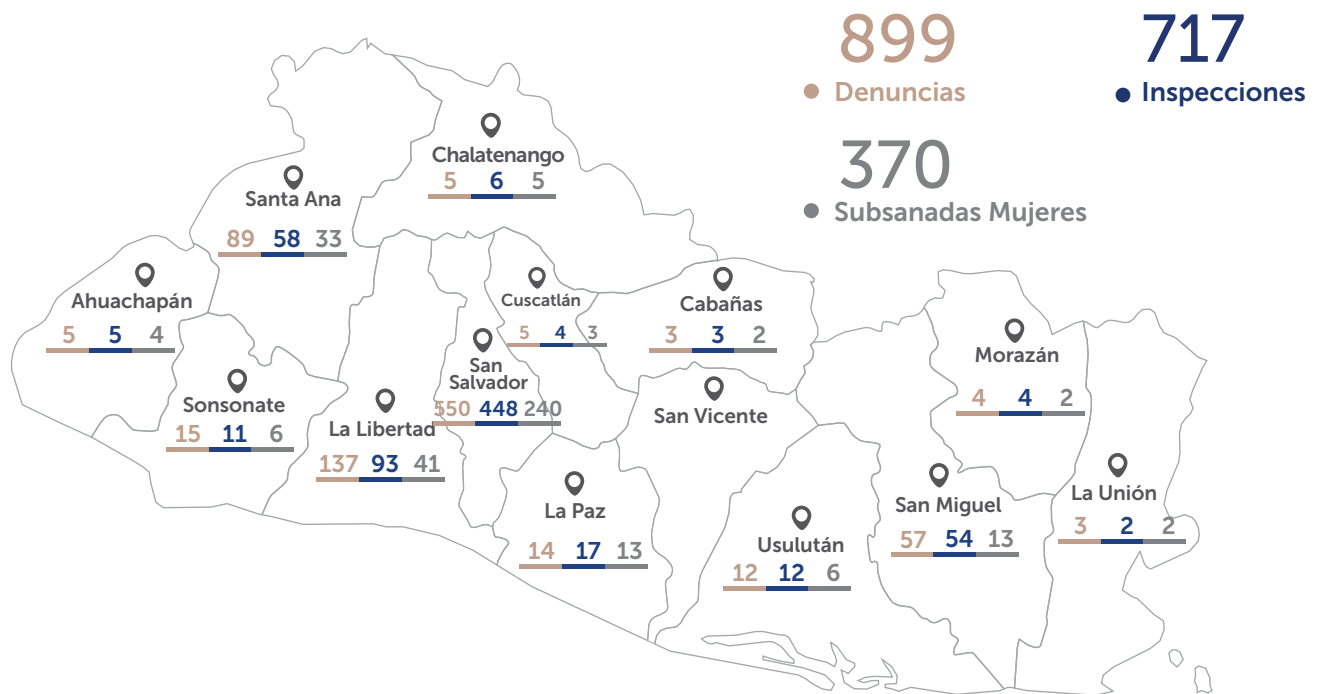 899
Denuncias
717
Inspecciones
370
Subsanadas Mujeres
Chalatenango
5 6 5
Santa Ana
89 58 33
Ahuachapán
5 5 4
Cuscatlán
5 4 3
Cabañas
3 3 2
San
Salvador
550 448 240
Morazán
4 4 2
Sonsonate
15 11 6
La Libertad
137 93 41
San Vicente
La Paz
14 17 13
Usulután
12 12 6
San Miguel
57 54 13
La Unión
3 2 2